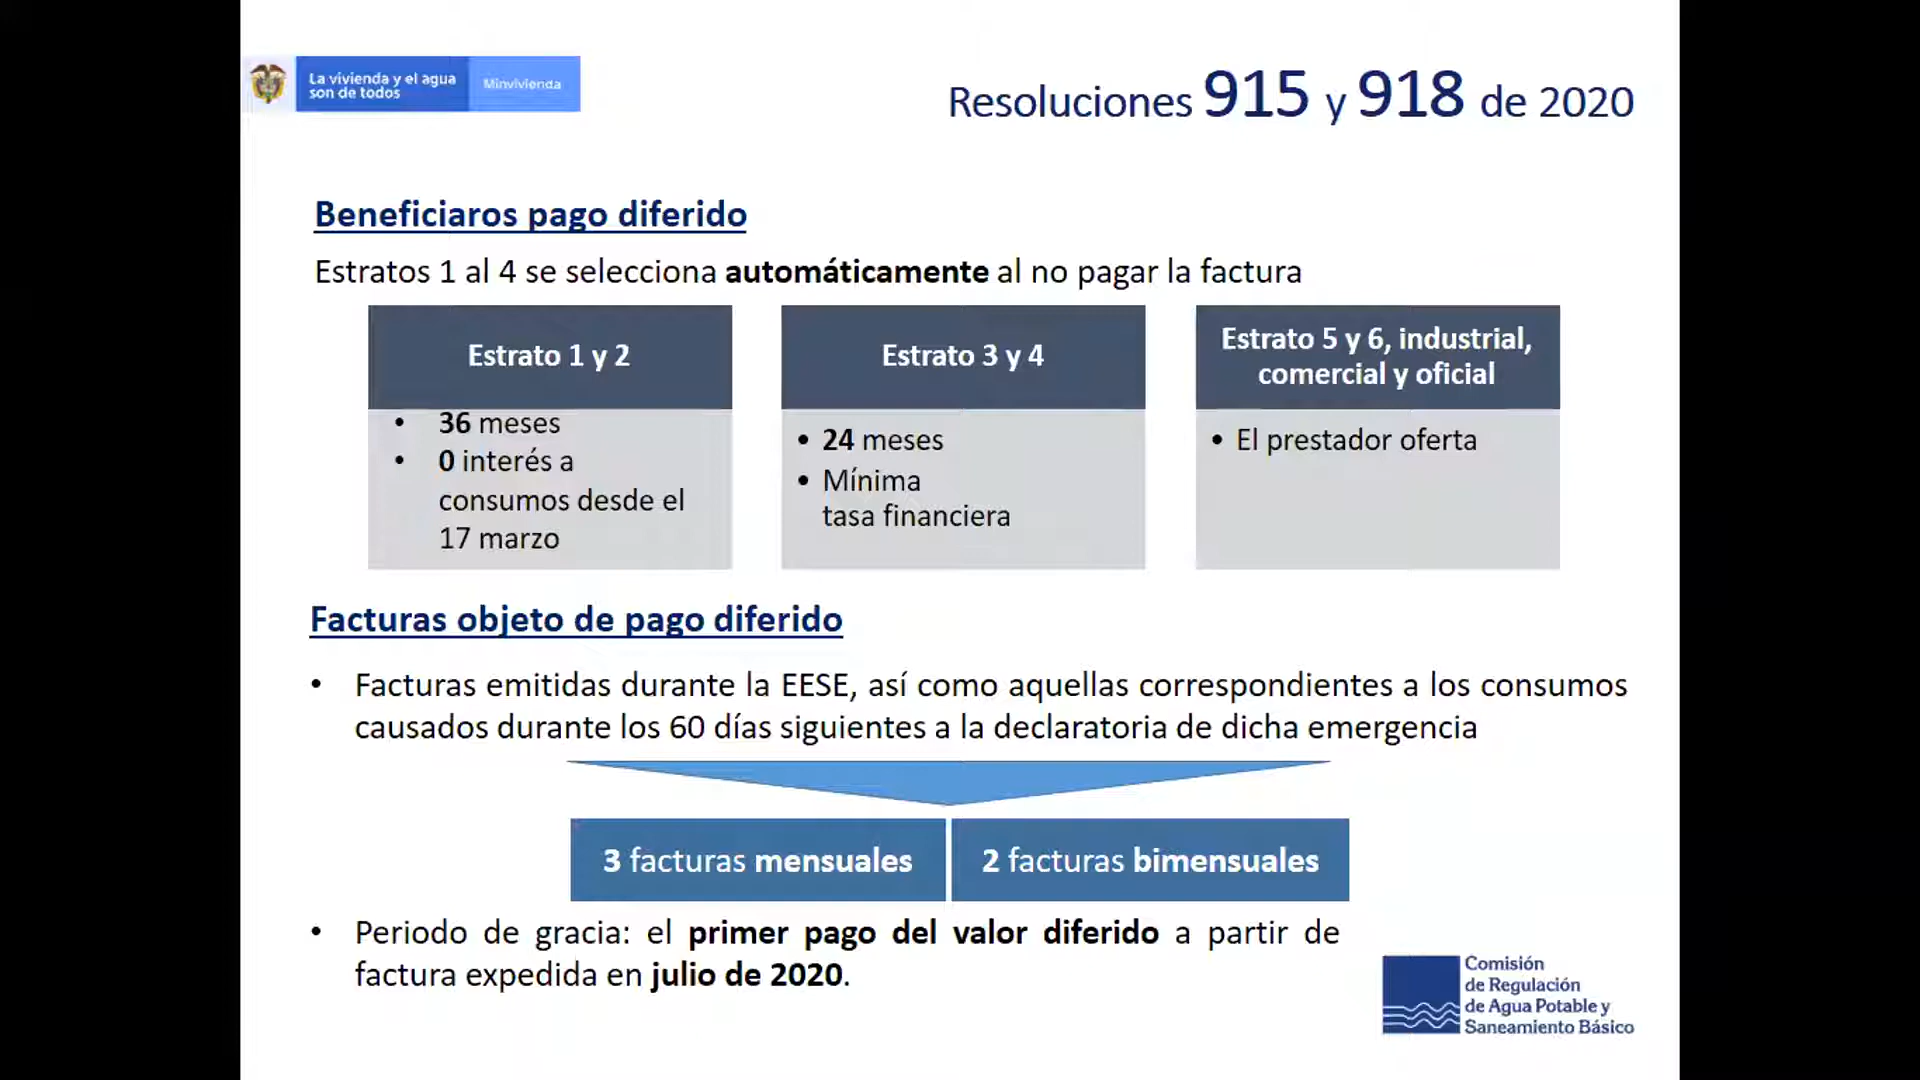 La vivienda y el agua
son de todos
Minvivienda
Resoluciones 915 y 918 de 2020
Beneficiaros pago diferido
Estratos 1 al 4 se selecciona automáticamente al no pagar la factura
Estrato 1 y 2
• 36 meses
• 0 interés a
consumos desde el
17 marzo
Estrato 3 y 4
• 24 meses
• Mínima
tasa financiera
Estrato 5 y 6, industrial,
comercial y oficial
• El prestador oferta
Facturas objeto de pago diferido
• Facturas emitidas durante la EESE, así como aquellas correspondientes a los consumos
causados durante los 60 días siguientes a la declaratoria de dicha emergencia
3 facturas mensuales
2 facturas bimensuales
• Periodo de gracia: el primer pago del valor diferido a partir de
factura expedida en julio de 2020.
Comisión
de Regulación
de Agua Potable y
Saneamiento Básico